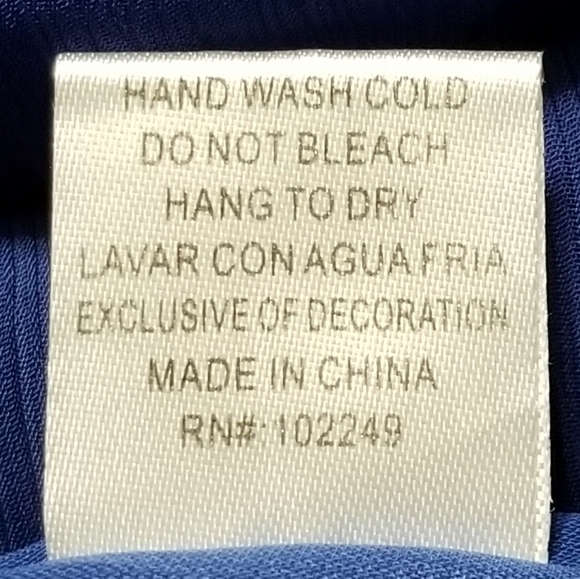 HAND WASH COLD
DO NOT BLEACH
HANG TO DRY
LAVAR CON AGUA FRIA
EXCLUSIVE OF DECORATION
MADE IN CHINA
RN#: 102249